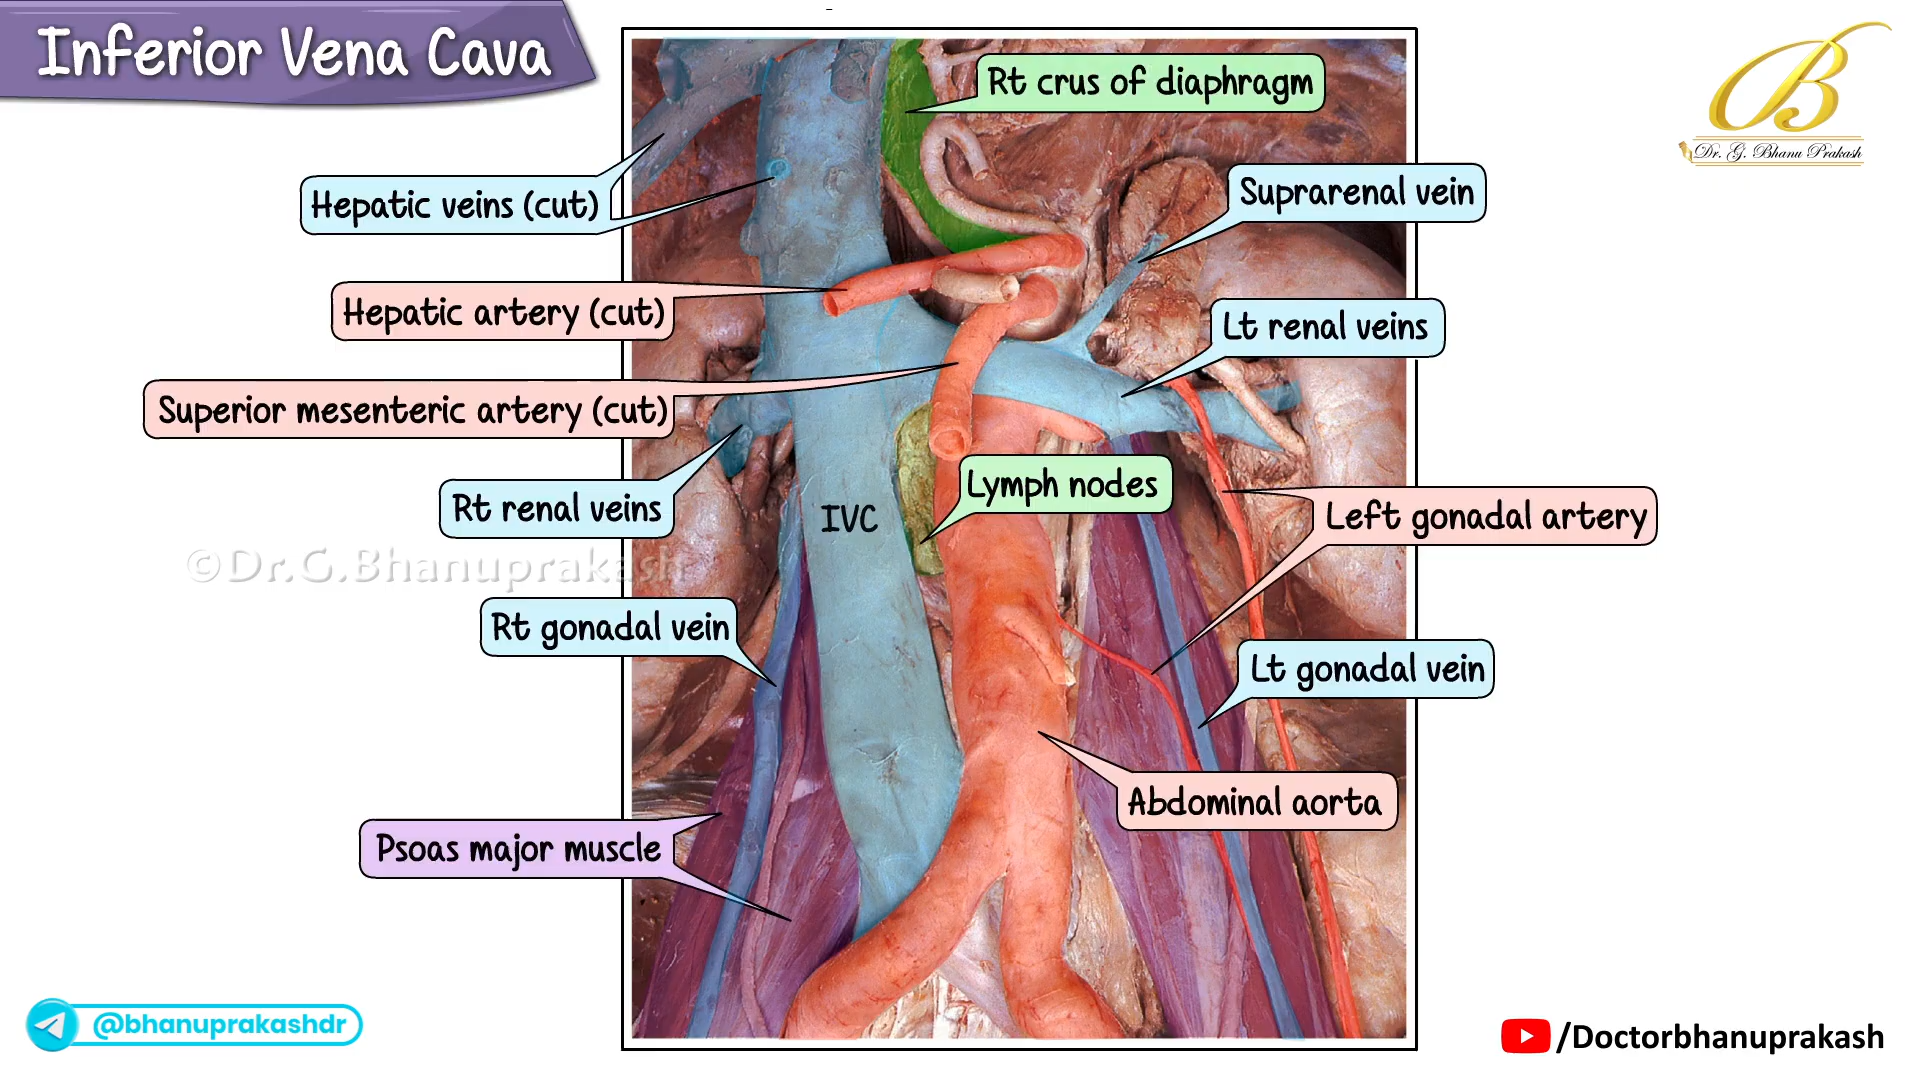 Inferior Vena Cava
Rt crus of diaphragm
Dr. G. Bhanu Prakash
Hepatic veins (cut)
Suprarenal vein
Hepatic artery (cut)
Lt renal veins
Superior mesenteric artery (cut)
Lymph nodes
Rt renal veins
IVC
Left gonadal artery
©Dr.G.Bhanuprakash
Rt gonadal vein
Lt gonadal vein
Abdominal aorta
Psoas major muscle
@bhanuprakashdr
/Doctorbhanuprakash